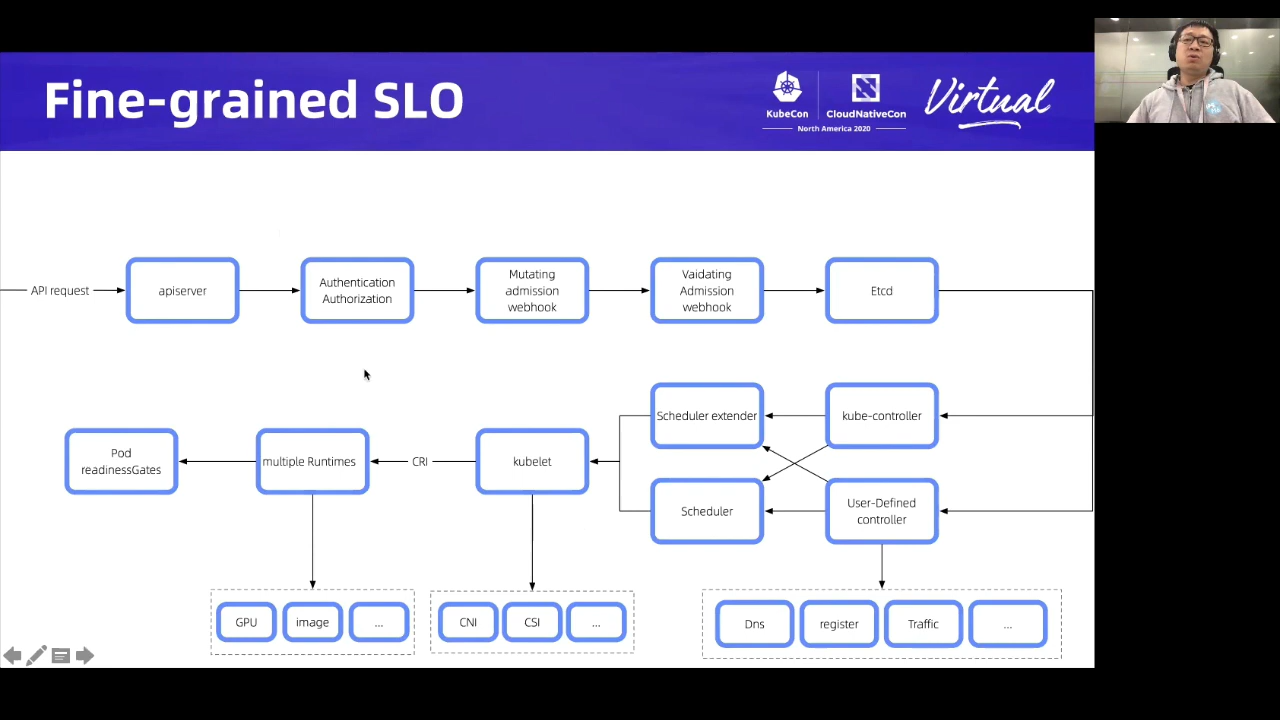 Fine-grained SLO
KubeCon
CloudNativeCon
North America 2020
Virtual
API request
apiserver
Authentication
Authorization
Mutating
admission
webhook
Vaidating
Admission
webhook
Etcd
Scheduler extender
kube-controller
Pod
readinessGates
multiple Runtimes
CRI
kubelet
Scheduler
User-Defined
controller
GPU
image
...
CNI
CSI
...
Dns
register
Traffic
...